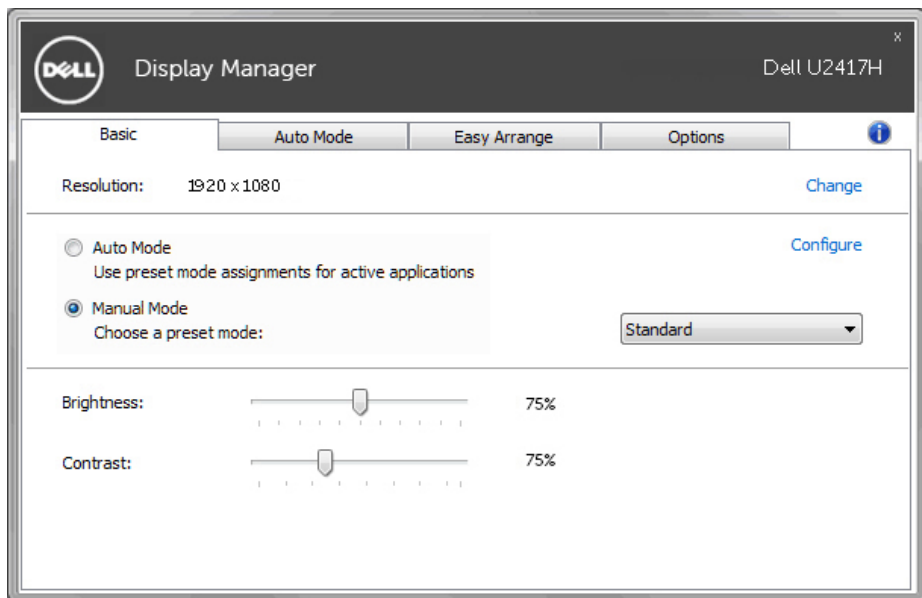 x
DELL
Display Manager
Dell U2417H
Basic
Auto Mode
Easy Arrange
Options
i
Resolution:
1920 x 1080
Change
Auto Mode
Configure
Use preset mode assignments for active applications
Manual Mode
Choose a preset mode:
Standard
Brightness:
75%
Contrast:
75%